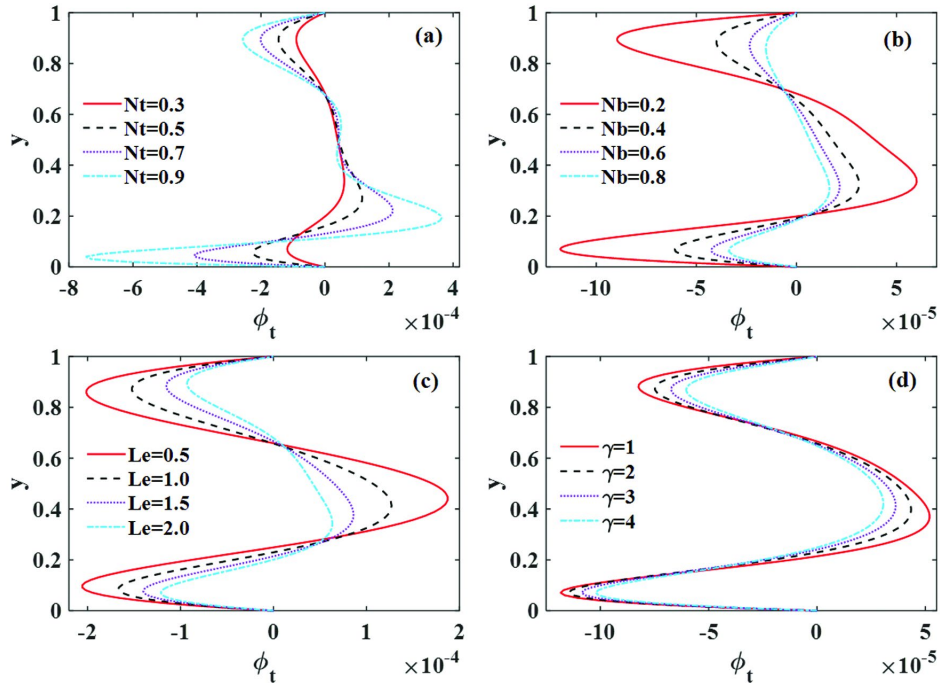 (a)
1
0.8
0.6
0.4
0.2
0
y
Nt=0.3
Nt=0.5
Nt=0.7
Nt=0.9
-8 -6 -4 -2 0 2 4
ϕt
×10-4
(b)
1
0.8
0.6
0.4
0.2
0
y
Nb=0.2
Nb=0.4
Nb=0.6
Nb=0.8
-10 -5 0 5
ϕt
×10-5
(c)
1
0.8
0.6
0.4
0.2
0
y
Le=0.5
Le=1.0
Le=1.5
Le=2.0
-2 -1 0 1 2
ϕt
×10-4
(d)
1
0.8
0.6
0.4
0.2
0
y
γ=1
γ=2
γ=3
γ=4
-10 -5 0 5
ϕt
×10-5